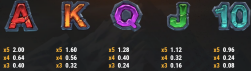 A K Q J 10
x5 2.00 x5 1.60 x5 1.28 x5 1.12 x5 0.96
x4 0.64 x4 0.56 x4 0.40 x4 0.32 x4 0.24
x3 0.40 x3 0.32 x3 0.24 x3 0.16 x3 0.08